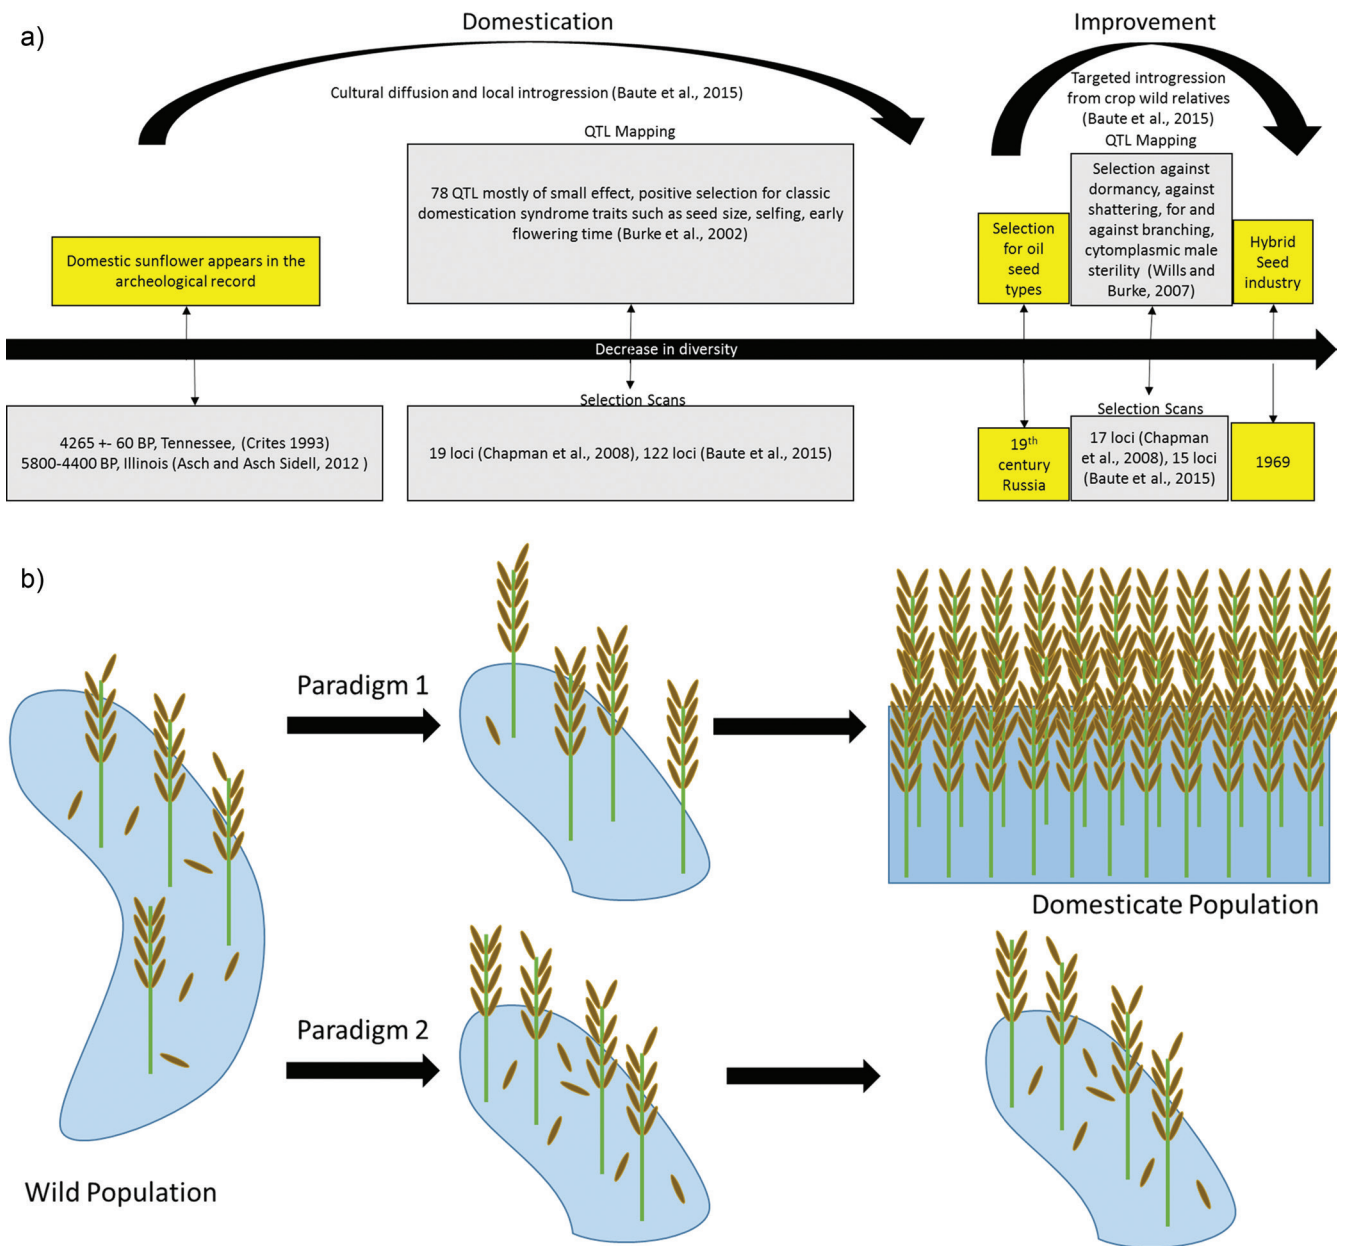 a)
Domestication
Improvement
Cultural diffusion and local introgression (Baute et al., 2015)
Targeted introgression
from crop wild relatives
(Baute et al., 2015)
QTL Mapping
QTL Mapping
78 QTL mostly of small effect, positive selection for classic
domestication syndrome traits such as seed size, selfing, early
flowering time (Burke et al., 2002)
Domestic sunflower appears in the
archeological record
Selection
for oil
seed
types
Selection against
dormancy, against
shattering, for and
against branching,
cytoplasmic male
sterility (Wills and
Burke, 2007)
Hybrid
Seed
industry
Decrease in diversity
4265 +- 60 BP, Tennessee, (Crites 1993)
5800-4400 BP, Illinois (Asch and Asch Sidell, 2012 )
Selection Scans
19 loci (Chapman et al., 2008), 122 loci (Baute et al., 2015)
19th
century
Russia
Selection Scans
17 loci (Chapman
et al., 2008), 15 loci
(Baute et al., 2015)
1969
b)
Paradigm 1
Domesticate Population
Paradigm 2
Wild Population